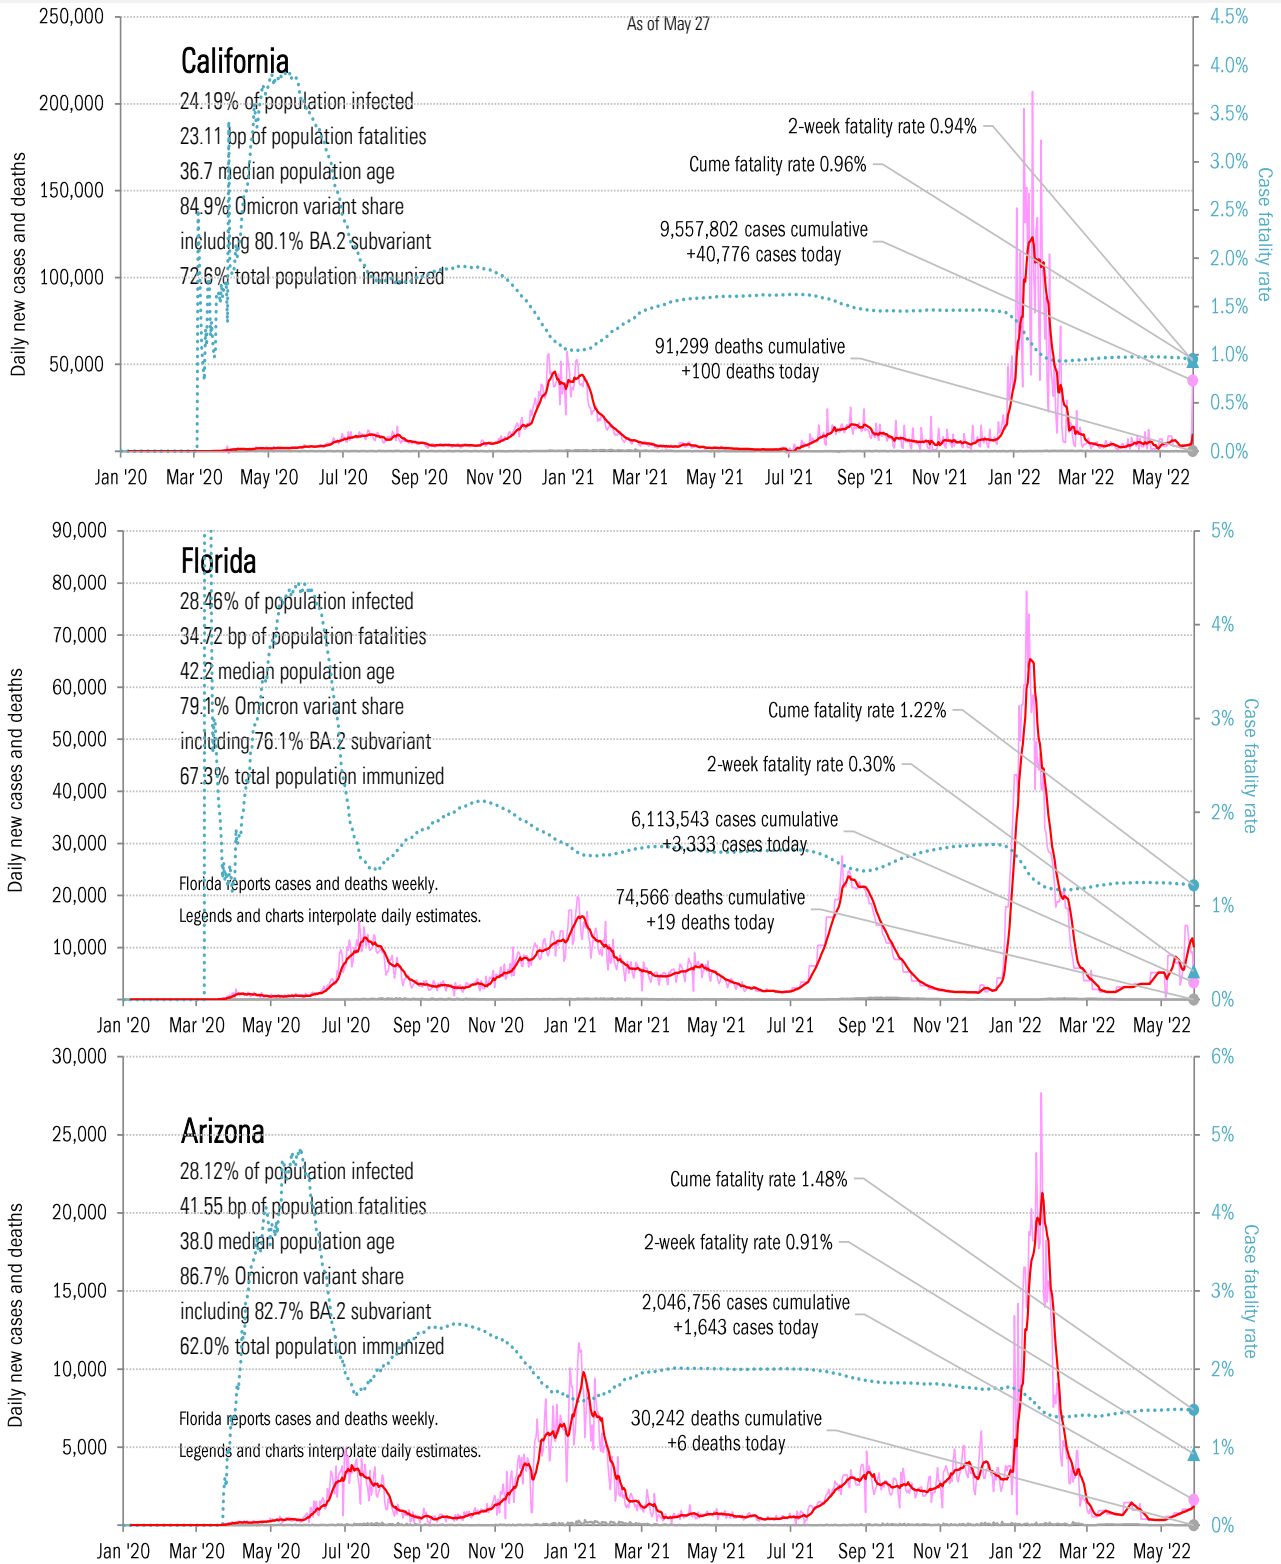 As of May 27
250,000
200,000
150,000
100,000
50,000
Daily new cases and deaths
4.5%
4.0%
3.5%
3.0%
2.5%
2.0%
1.5%
1.0%
0.5%
0.0%
Case fatality rate
California
24.19% of population infected
23.11 bp of population fatalities
36.7 median population age
84.9% Omicron variant share
including 80.1% BA.2 subvariant
72.6% total population immunized
2-week fatality rate 0.94%
Cume fatality rate 0.96%
9,557,802 cases cumulative
+40,776 cases today
91,299 deaths cumulative
+100 deaths today
Jan '20 Mar '20 May '20 Jul '20 Sep '20 Nov '20 Jan '21 Mar '21 May '21 Jul '21 Sep '21 Nov '21 Jan '22 Mar '22 May '22
90,000
80,000
70,000
60,000
50,000
40,000
30,000
20,000
10,000
Daily new cases and deaths
5%
4%
3%
2%
1%
0%
Case fatality rate
Florida
28.46% of population infected
34.72 bp of population fatalities
42.2 median population age
79.1% Omicron variant share
including 76.1% BA.2 subvariant
67.3% total population immunized
Florida reports cases and deaths weekly.
Legends and charts interpolate daily estimates.
Cume fatality rate 1.22%
2-week fatality rate 0.30%
6,113,543 cases cumulative
+3,333 cases today
74,566 deaths cumulative
+19 deaths today
Jan '20 Mar '20 May '20 Jul '20 Sep '20 Nov '20 Jan '21 Mar '21 May '21 Jul '21 Sep '21 Nov '21 Jan '22 Mar '22 May '22
30,000
25,000
20,000
15,000
10,000
5,000
Daily new cases and deaths
6%
5%
4%
3%
2%
1%
0%
Case fatality rate
Arizona
28.12% of population infected
41.55 bp of population fatalities
38.0 median population age
86.7% Omicron variant share
including 82.7% BA.2 subvariant
62.0% total population immunized
Florida reports cases and deaths weekly.
Legends and charts interpolate daily estimates.
Cume fatality rate 1.48%
2-week fatality rate 0.91%
2,046,756 cases cumulative
+1,643 cases today
30,242 deaths cumulative
+6 deaths today
Jan '20 Mar '20 May '20 Jul '20 Sep '20 Nov '20 Jan '21 Mar '21 May '21 Jul '21 Sep '21 Nov '21 Jan '22 Mar '22 May '22